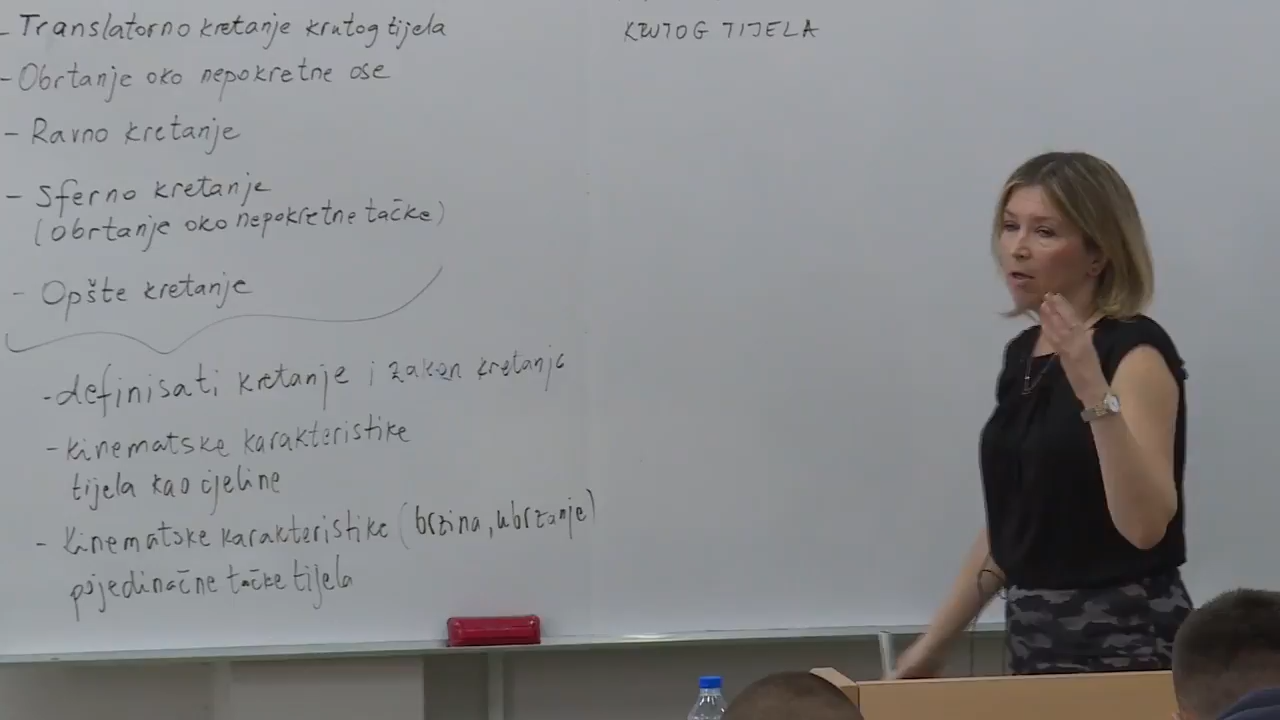 - Translatorno kretanje krutog tijela
- Obrtanje oko nepokretne ose
- Ravno kretanje
- Sferno kretanje
(obrtanje oko nepokretne tačke)
- Opšte kretanje
- definisati kretanje i zakon kretanja
- kinematske karakteristike
tijela kao cjeline
- kinematske karakteristike (brzina, ubrzanje)
pojedinačne tačke tijela
KRUTOG TIJELA